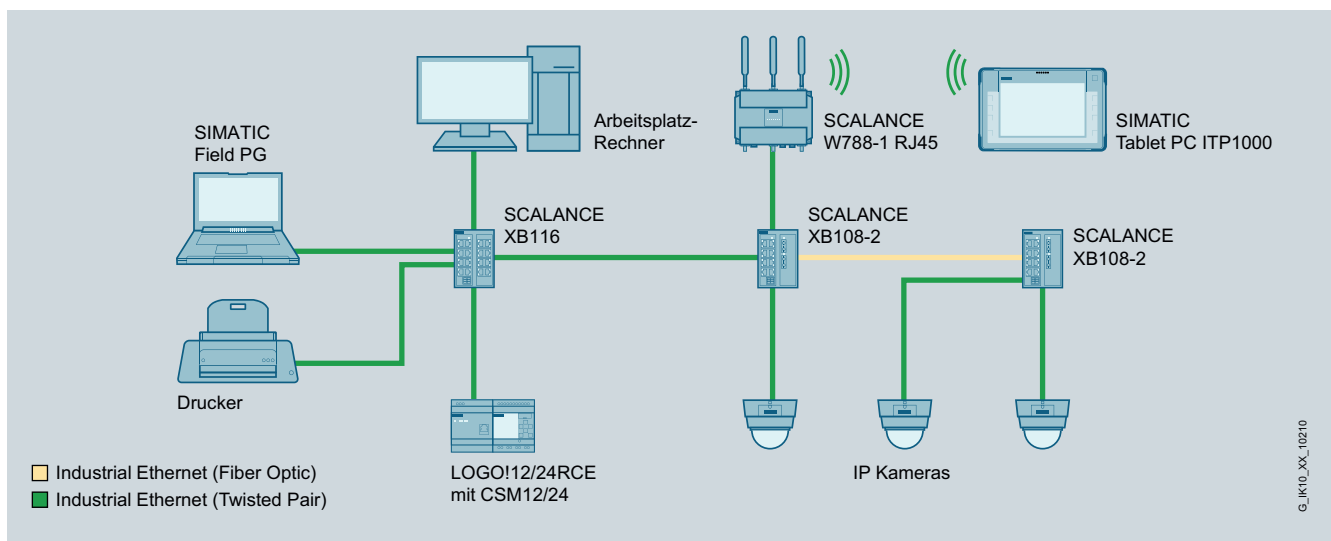 SIMATIC
Field PG
Arbeitsplatz-
Rechner
SCALANCE
W788-1 RJ45
SIMATIC
Tablet PC ITP1000
SCALANCE
XB116
SCALANCE
XB108-2
SCALANCE
XB108-2
Drucker
LOGO!12/24RCE
mit CSM12/24
IP Kameras
Industrial Ethernet (Fiber Optic)
Industrial Ethernet (Twisted Pair)
G_IK10_XX_10210